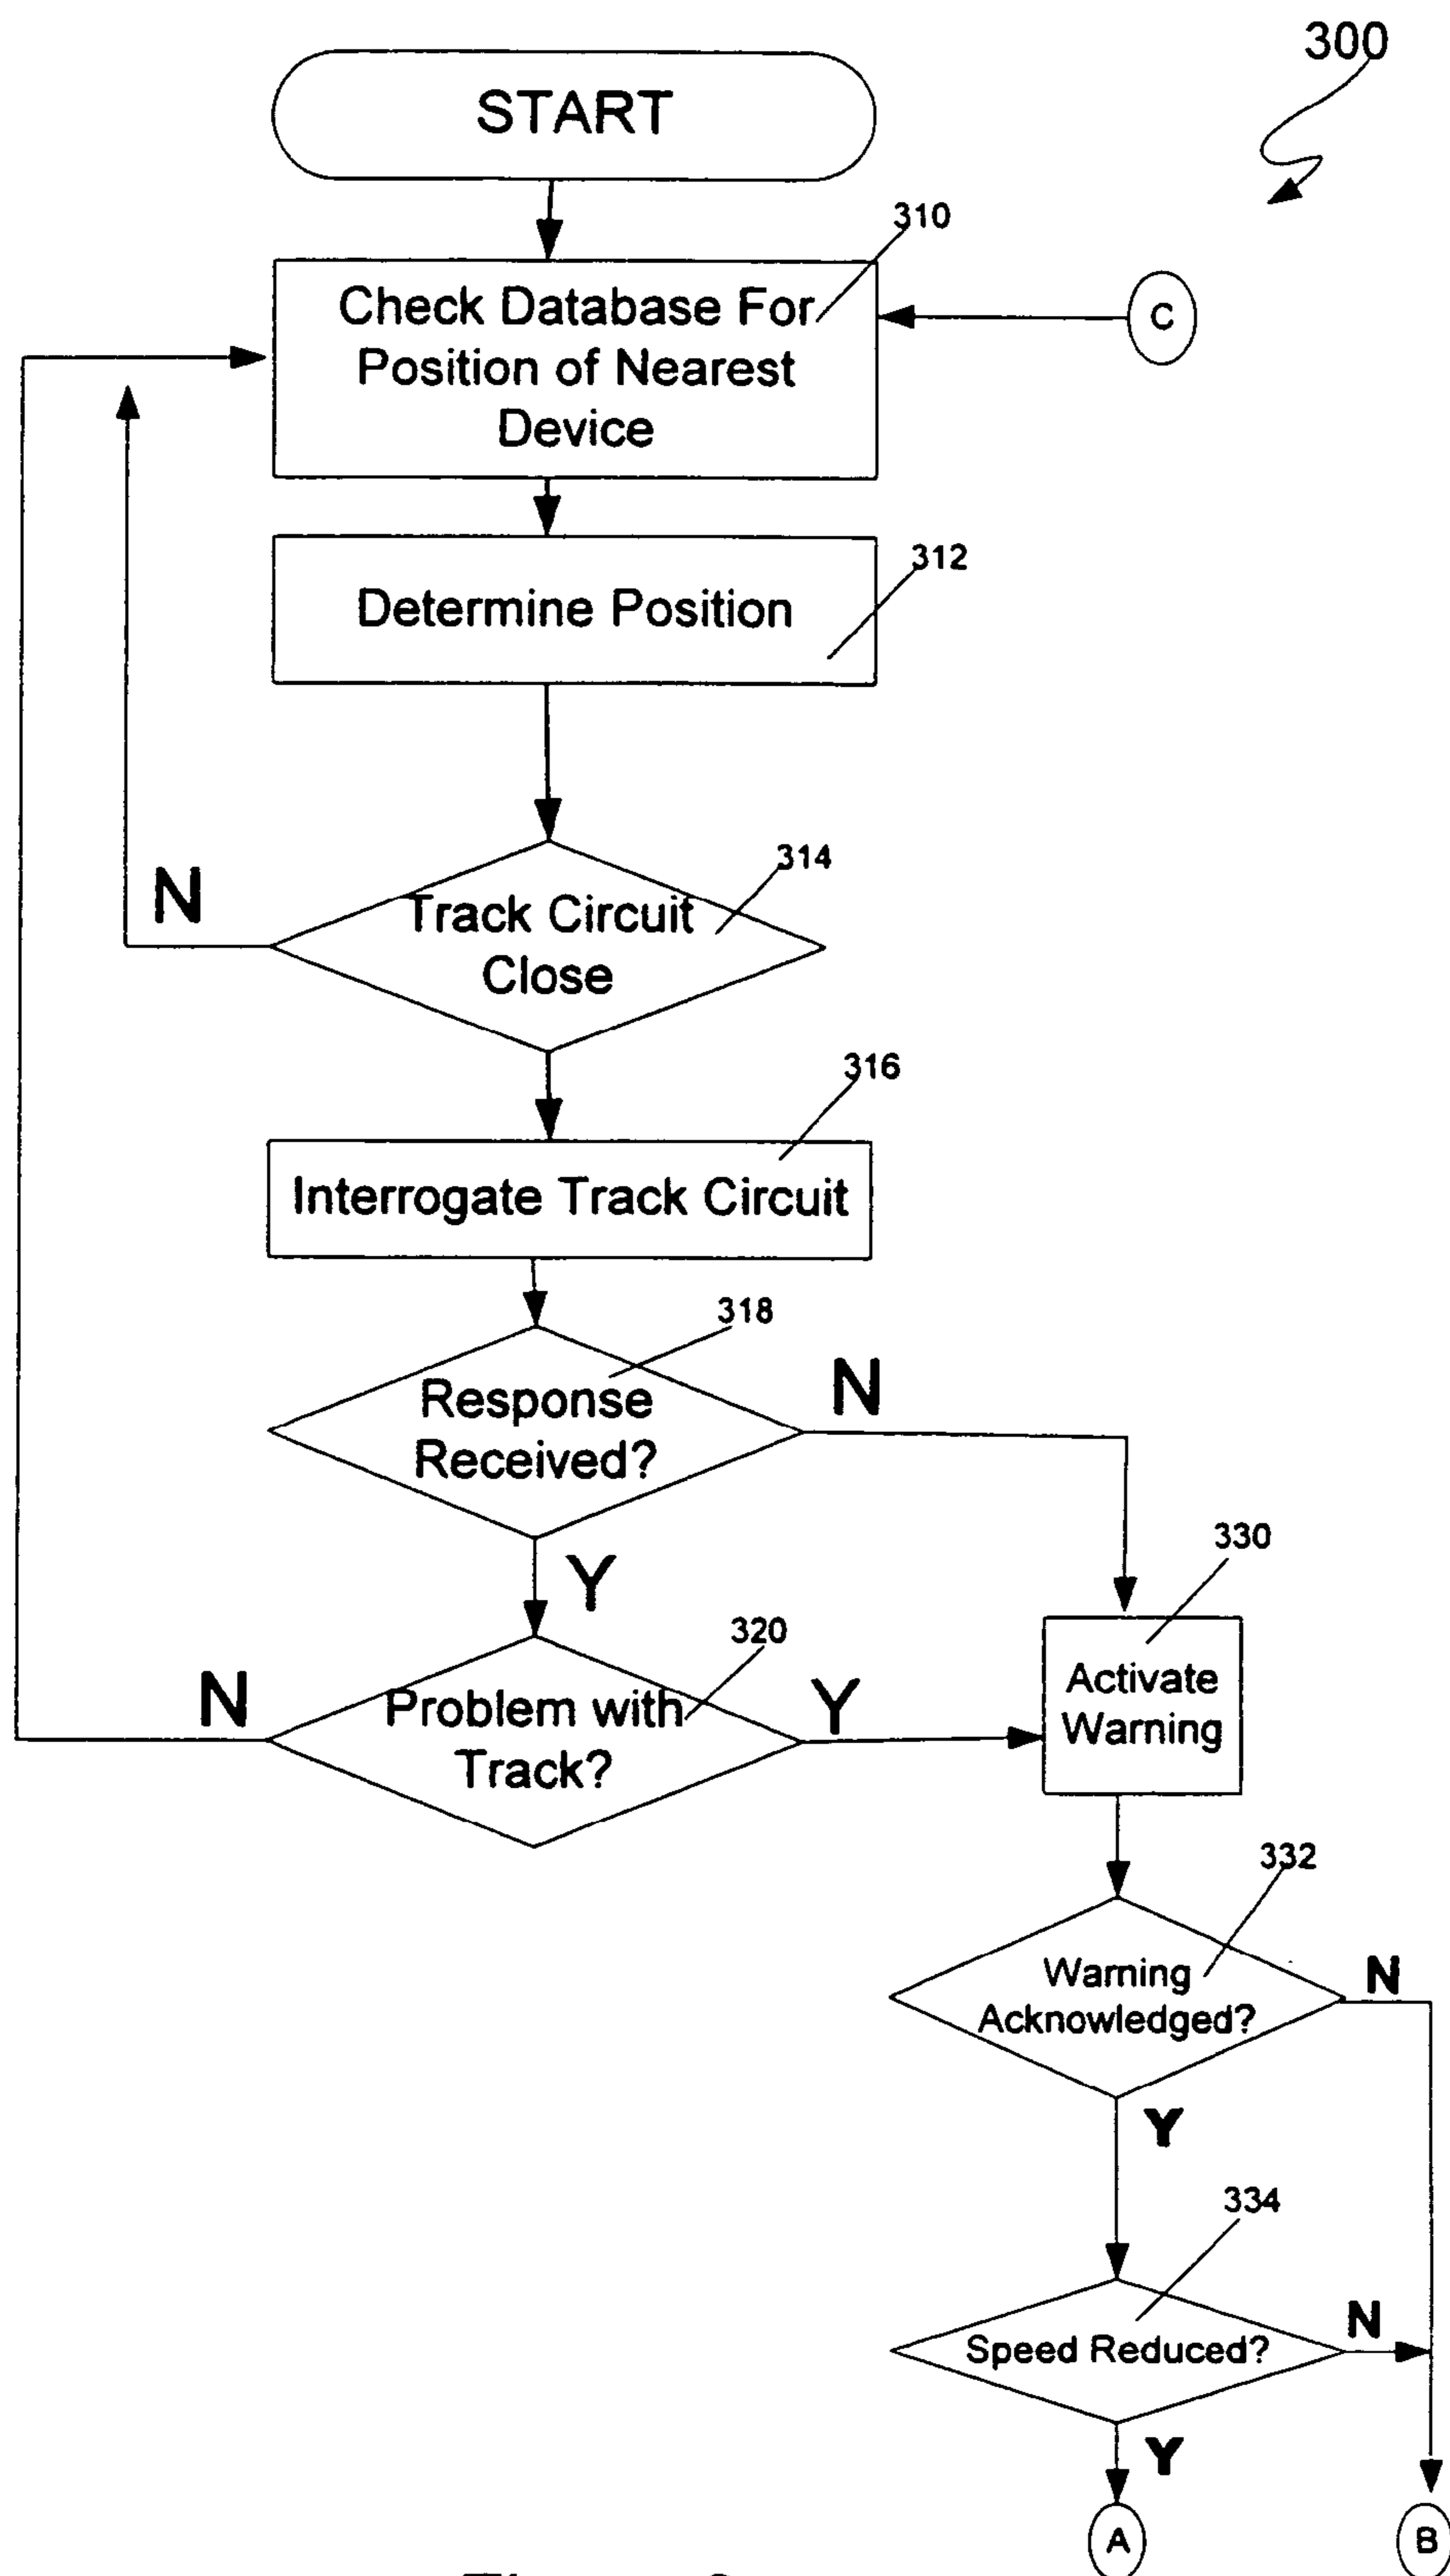 300
START
310
Check Database For
Position of Nearest
Device
C
312
Determine Position
314
N
Track Circuit
Close
316
Interrogate Track Circuit
318
Response
Received?
N
Y
330
320
N
Problem with
Track?
Y
Activate
Warning
332
Warning
Acknowledged?
N
Y
334
Speed Reduced?
N
Y
A
B